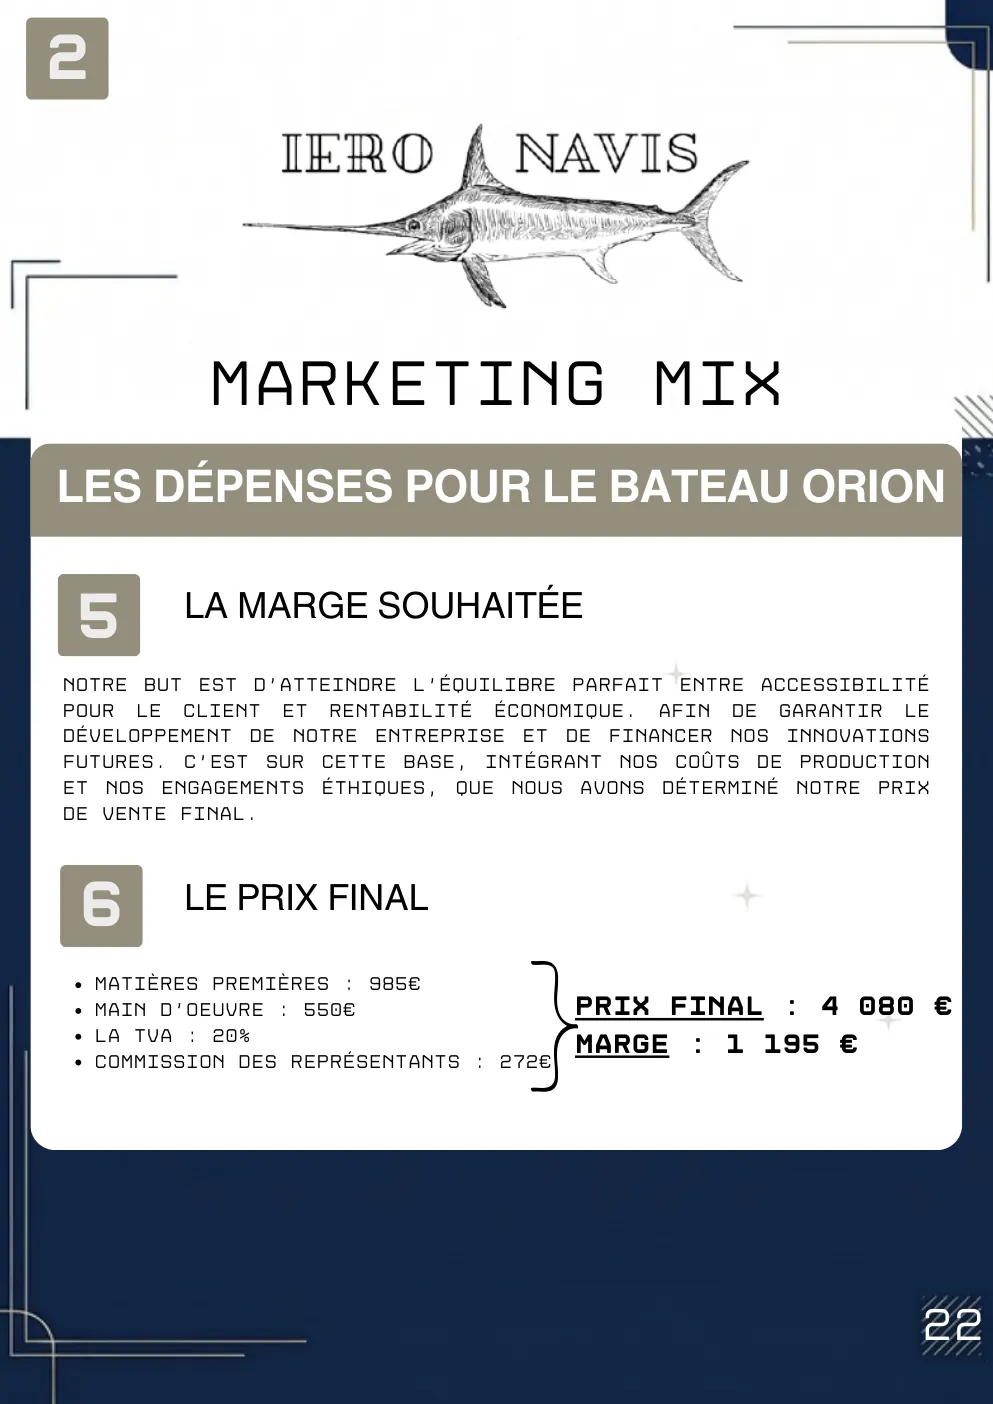 2
IERO NAVIS
MARKETING MIX
LES DÉPENSES POUR LE BATEAU ORION
5
LA MARGE SOUHAITÉE
NOTRE BUT EST D'ATTEINDRE L'ÉQUILIBRE PARFAIT ENTRE ACCESSIBILITÉ
POUR LE CLIENT ET RENTABILITÉ ÉCONOMIQUE. AFIN DE GARANTIR LE
DÉVELOPPEMENT DE NOTRE ENTREPRISE ET DE FINANCER NOS INNOVATIONS
FUTURES. C'EST SUR CETTE BASE, INTÉGRANT NOS COÛTS DE PRODUCTION
ET NOS ENGAGEMENTS ÉTHIQUES, QUE NOUS AVONS DÉTERMINÉ NOTRE PRIX
DE VENTE FINAL.
6
LE PRIX FINAL
• MATIÈRES PREMIÈRES : 985€
• MAIN D'OEUVRE : 550€
• LA TVA : 20%
• COMMISSION DES REPRÉSENTANTS : 272€
PRIX FINAL : 4 080 €
MARGE : 1 195 €
22